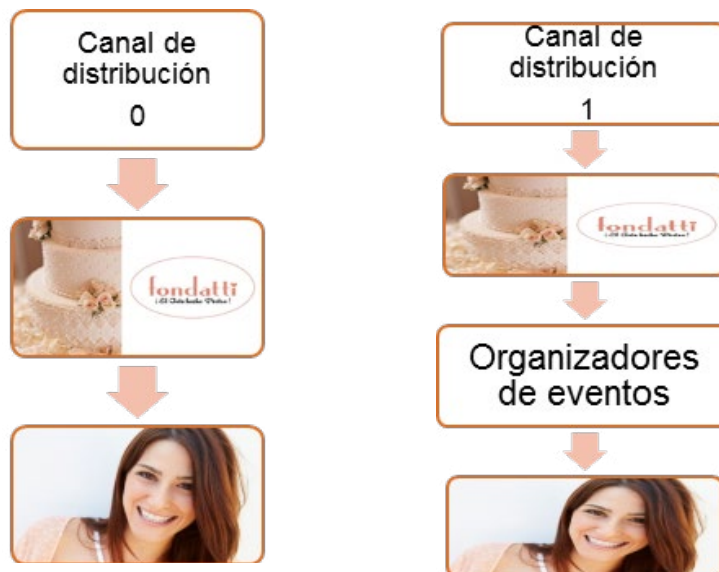 Canal de
distribución
0
fondatti
Canal de
distribución
1
fondatti
Organizadores
de eventos